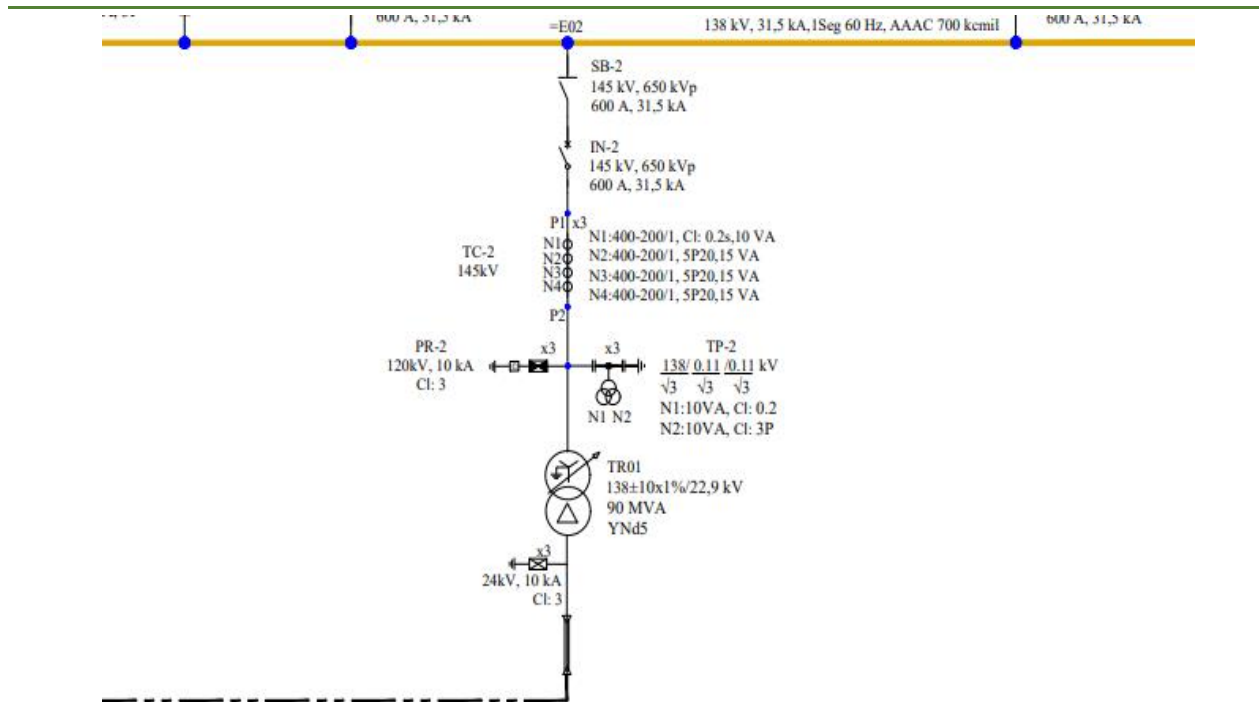 600 A, 31,5 kA
=E02
138 kV, 31,5 kA,1Seg 60 Hz, AAAC 700 kcmil
600 A, 31,5 kA
SB-2
145 kV, 650 kVp
600 A, 31,5 kA
IN-2
145 kV, 650 kVp
600 A, 31,5 kA
P1 x3
TC-2
145kV
N1
N2
N3
N4
N1:400-200/1, Cl: 0.2s,10 VA
N2:400-200/1, 5P20,15 VA
N3:400-200/1, 5P20,15 VA
N4:400-200/1, 5P20,15 VA
P2
PR-2
120kV, 10 kA
Cl: 3
x3
x3
TP-2
138/ 0.11 /0.11 kV
√3 √3 √3
N1:10VA, Cl: 0.2
N2:10VA, Cl: 3P
N1 N2
TR01
138±10x1%/22,9 kV
90 MVA
YNd5
x3
24kV, 10 kA
Cl: 3